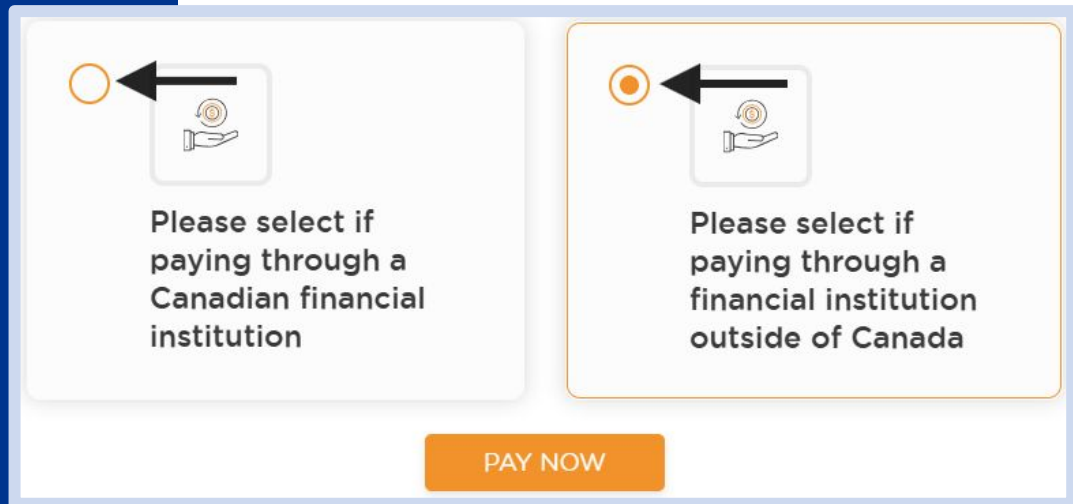 Please select if
paying through a
Canadian financial
institution
Please select if
paying through a
financial institution
outside of Canada
PAY NOW